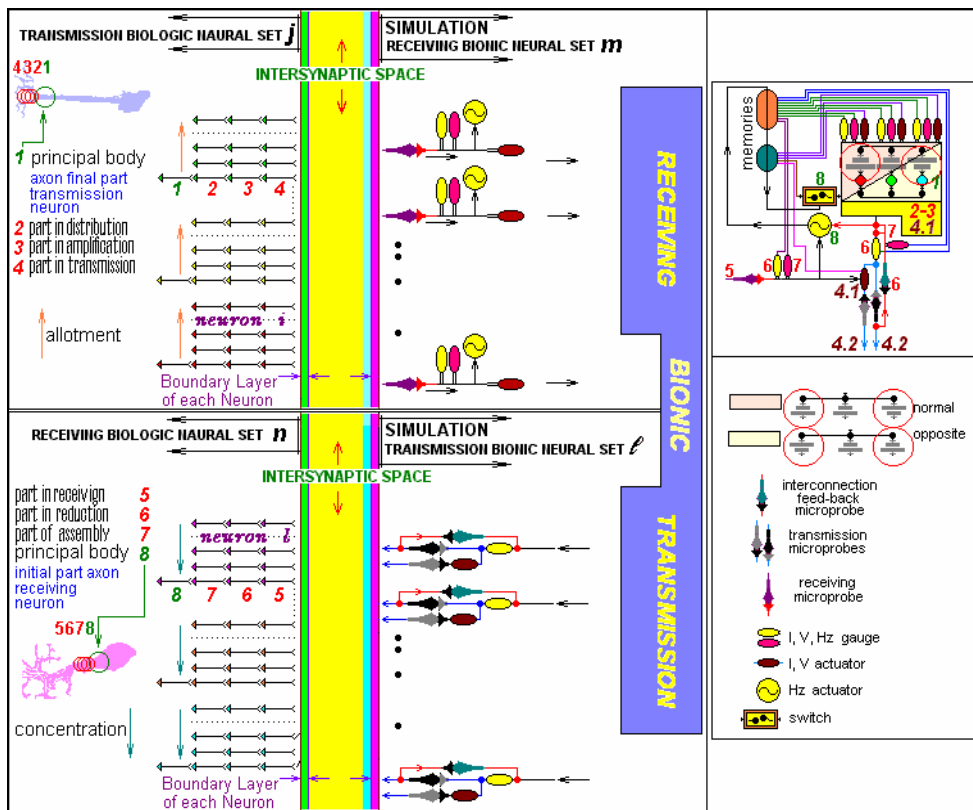 TRANSMISSION BIOLOGIC NAURAL SET j
SIMULATION
RECEIVING BIONIC NEURAL SET m
INTERSYNAPTIC SPACE
4321
1 principal body
axon final part
transmission
neuron
2 part in distribution
3 part in amplification
4 part in transmission
allotment
1 2 3 4
neuron i
Boundary Layer
of each Neuron
RECEIVING
BIONIC
TRANSMISSION
RECEIVING BIOLOGIC NAURAL SET n
SIMULATION
TRANSMISSION BIONIC NEURAL SET ℓ
INTERSYNAPTIC SPACE
part in receivign 5
part in reduction 6
part of assembly 7
principal body 8
initial part axon
receiving
neuron
5678
concentration
neuron l
8 7 6 5
Boundary Layer
of each Neuron
memories
1
8
2-3
4.1
8
7
6
5
6
7
4.1
6
4.2
4.2
normal
opposite
interconnection
feed-back
microprobe
transmission
microprobes
receiving
microprobe
I, V, Hz gauge
I, V actuator
Hz actuator
switch